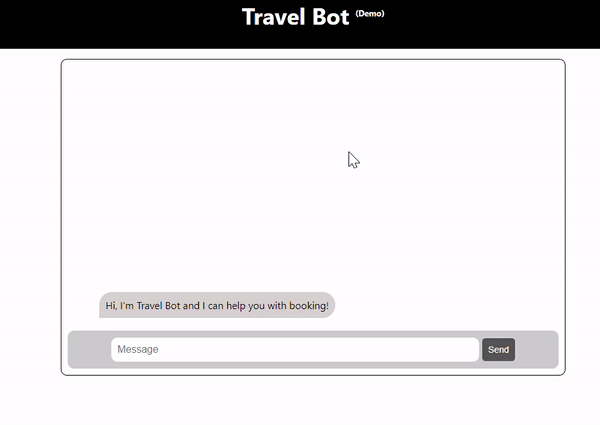 Travel Bot (Demo)
Hi, I'm Travel Bot and I can help you with booking!
Message
Send